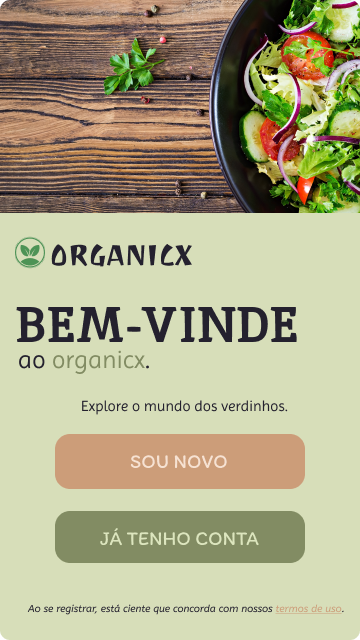 ORGANICX
BEM-VINDE
ao organicx.
Explore o mundo dos verdinhos.
SOU NOVO
JÁ TENHO CONTA
Ao se registrar, está ciente que concorda com nossos termos de uso.